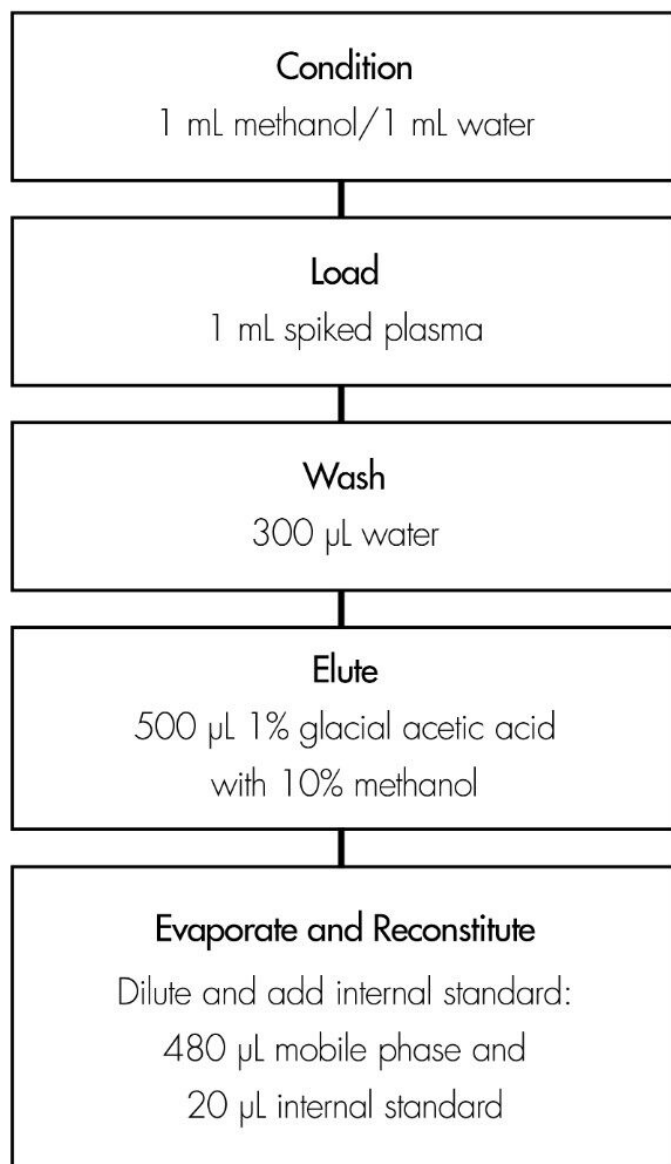 Condition
1 mL methanol/1 mL water
Load
1 mL spiked plasma
Wash
300 µL water
Elute
500 µL 1% glacial acetic acid
with 10% methanol
Evaporate and Reconstitute
Dilute and add internal standard:
480 µL mobile phase and
20 µL internal standard